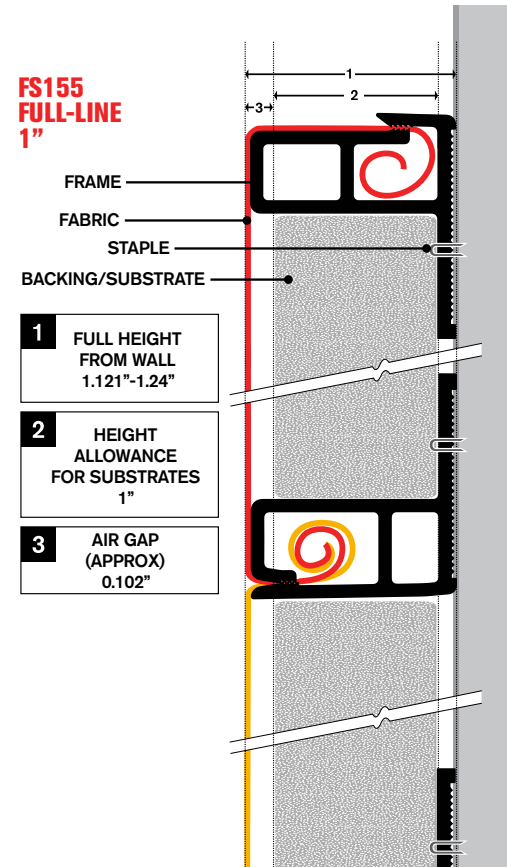 FS155
FULL-LINE
1”
1
2
3
FRAME
FABRIC
STAPLE
BACKING/SUBSTRATE
1
FULL HEIGHT
FROM WALL
1.121”-1.24”
2
HEIGHT
ALLOWANCE
FOR SUBSTRATES
1”
3
AIR GAP
(APPROX)
0.102”